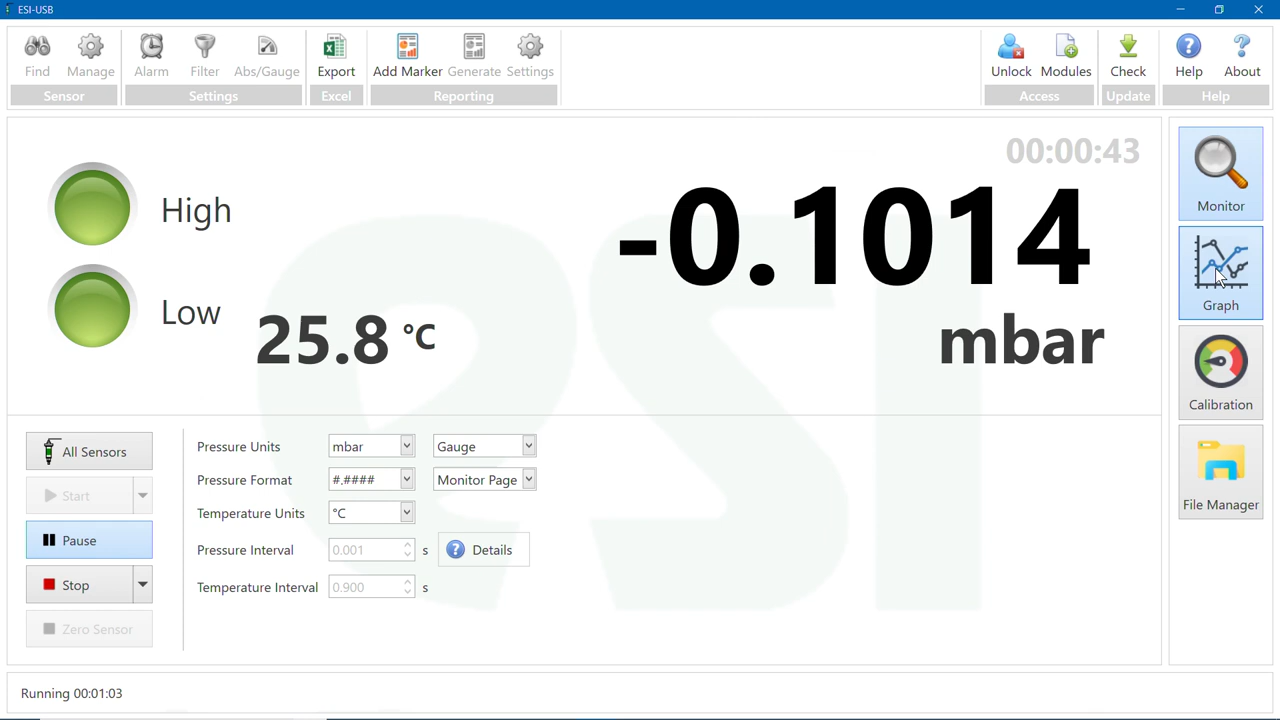 ESI-USB
Find Manage Alarm Filter Abs/Gauge Export Add Marker Generate Settings Unlock Modules Check Help About
Sensor Settings Excel Reporting Access Update Help
00:00:43
High
-0.1014
Low
25.8 °C
mbar
esi
Monitor
Graph
Calibration
File Manager
All Sensors
Start
Pause
Stop
Zero Sensor
Pressure Units mbar Gauge
Pressure Format #.#### Monitor Page
Temperature Units °C
Pressure Interval 0.001 s Details
Temperature Interval 0.900 s
Running 00:01:03